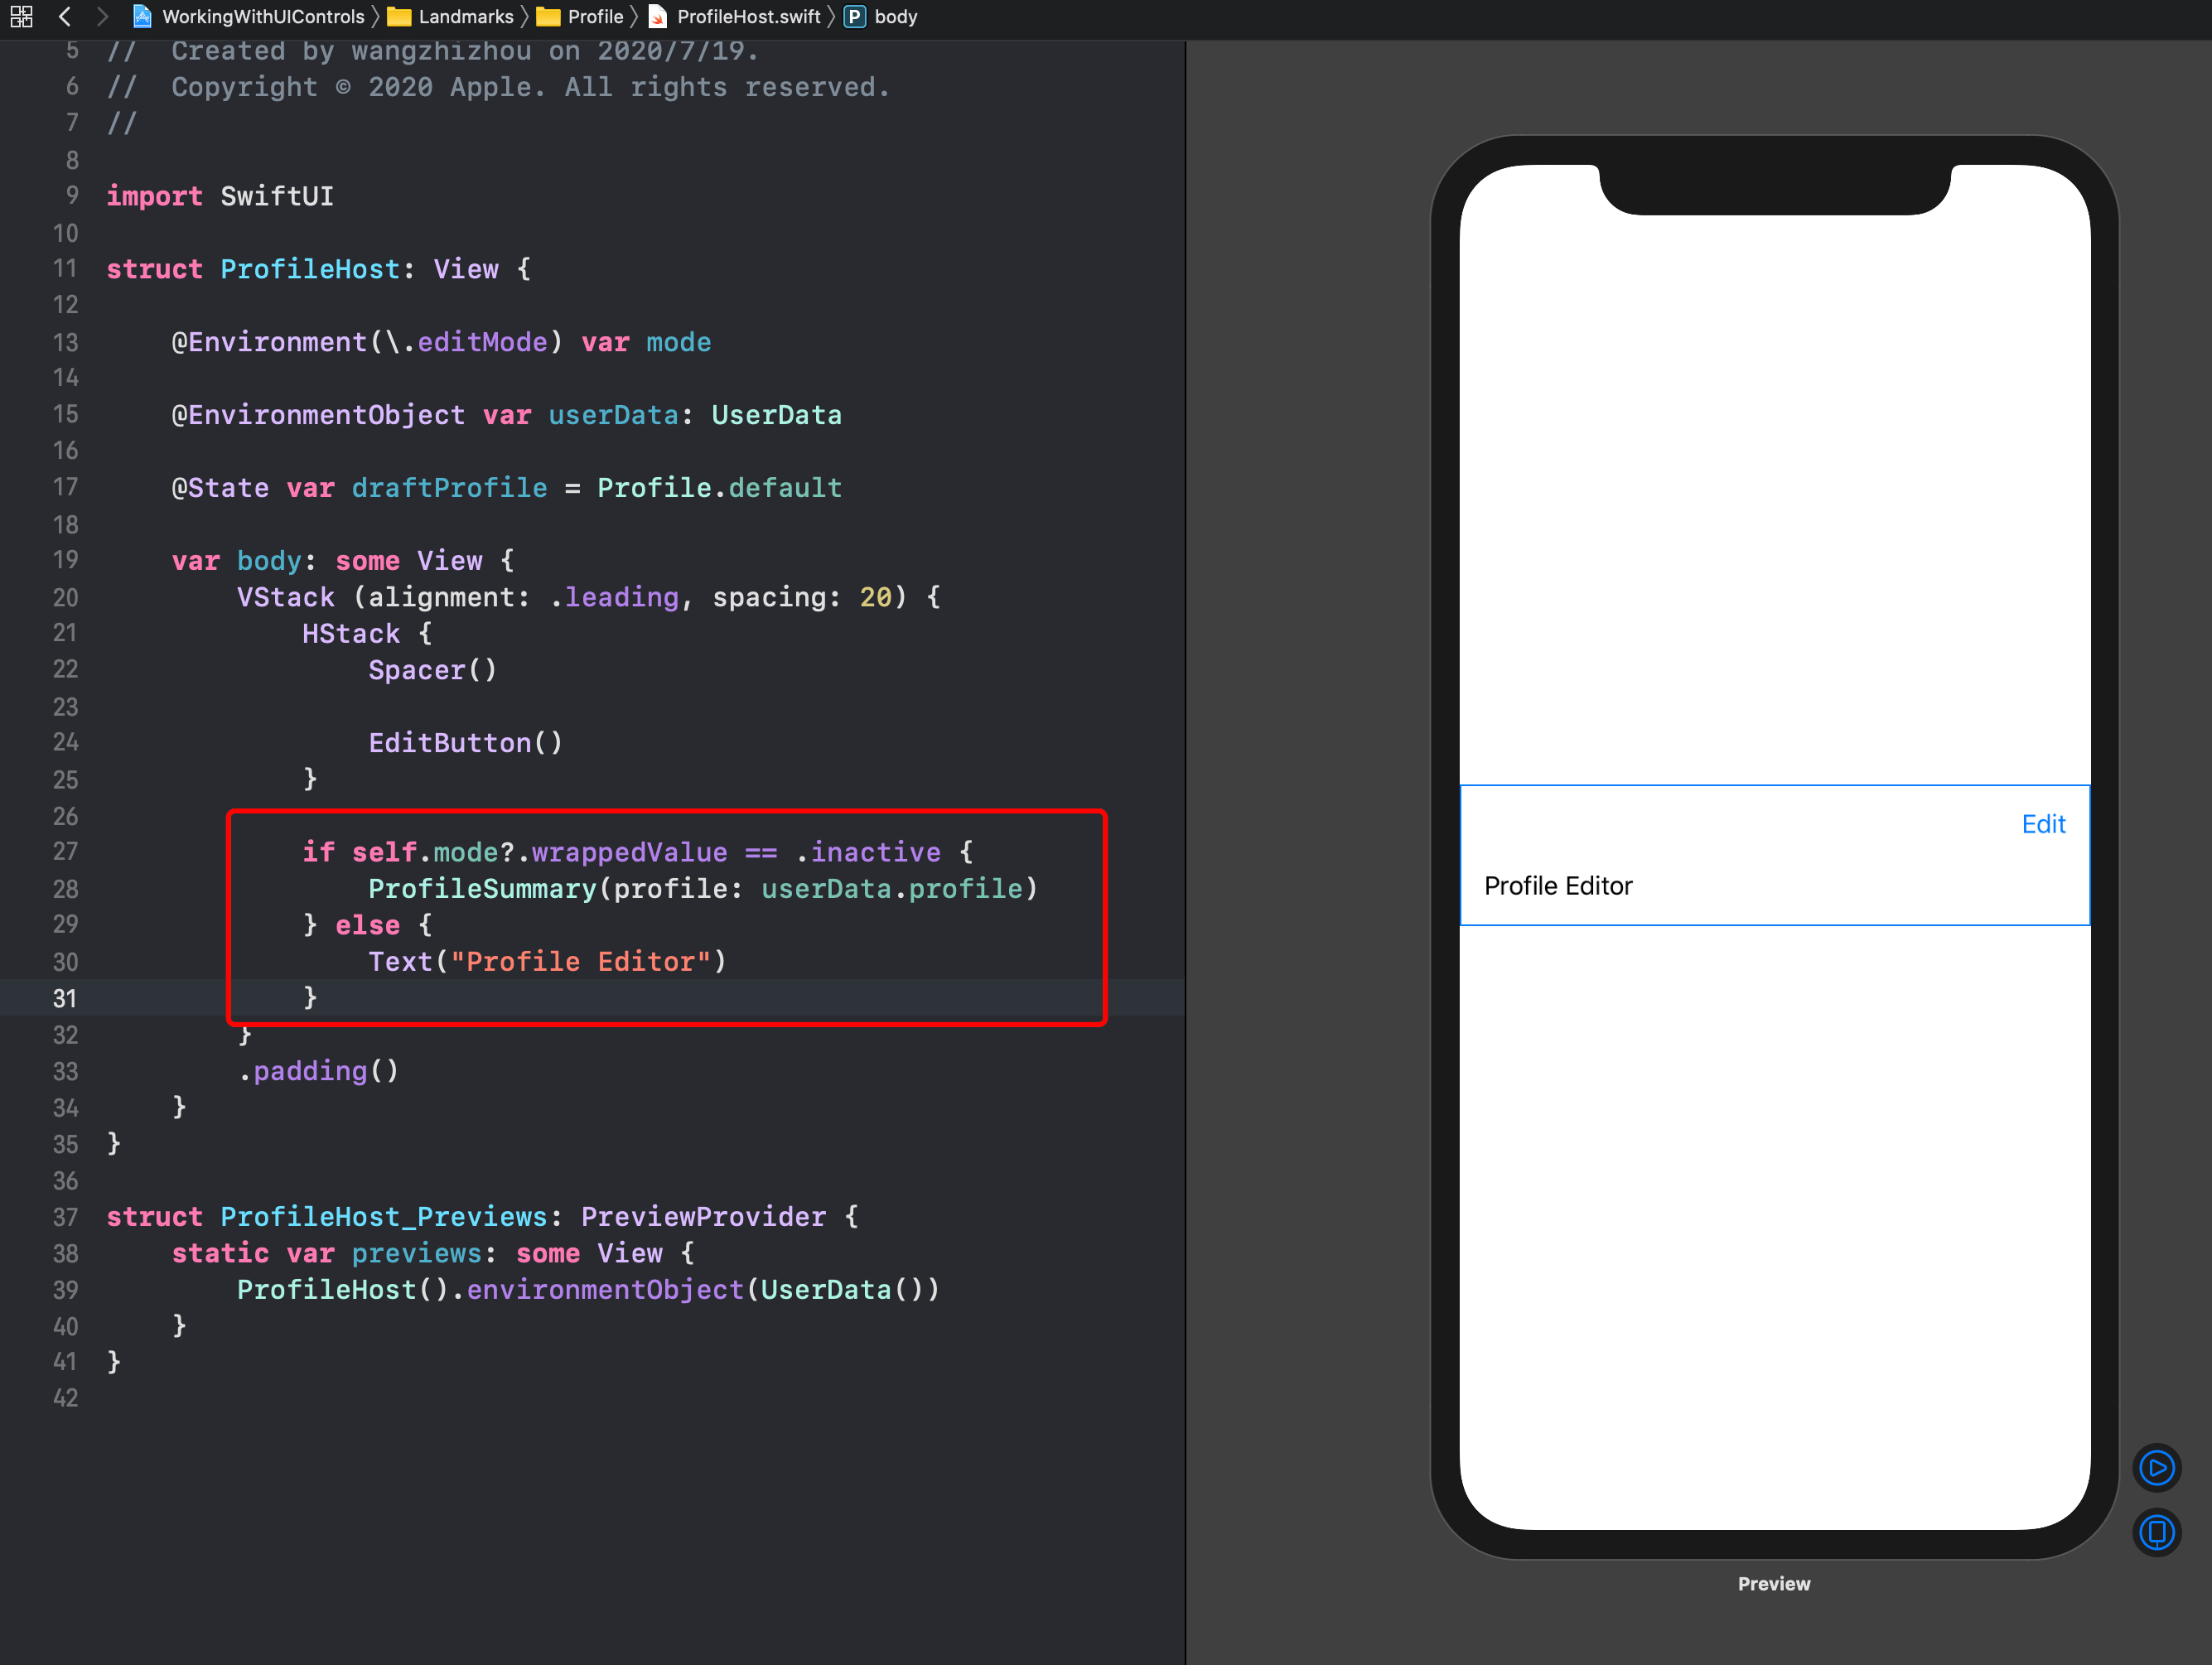 WorkingWithUIControls 〉 Landmarks 〉 Profile 〉 ProfileHost.swift 〉 P body
5 //  Created by wangzhizhou on 2020/7/19.
6 //  Copyright © 2020 Apple. All rights reserved.
7 //
8
9 import SwiftUI
10
11 struct ProfileHost: View {
12
13     @Environment(\.editMode) var mode
14
15     @EnvironmentObject var userData: UserData
16
17     @State var draftProfile = Profile.default
18
19     var body: some View {
20         VStack (alignment: .leading, spacing: 20) {
21             HStack {
22                 Spacer()
23
24                 EditButton()
25             }
26
27             if self.mode?.wrappedValue == .inactive {
28                 ProfileSummary(profile: userData.profile)
29             } else {
30                 Text("Profile Editor")
31             }
32         }
33         .padding()
34     }
35 }
36
37 struct ProfileHost_Previews: PreviewProvider {
38     static var previews: some View {
39         ProfileHost().environmentObject(UserData())
40     }
41 }
42
Edit
Profile Editor
Preview